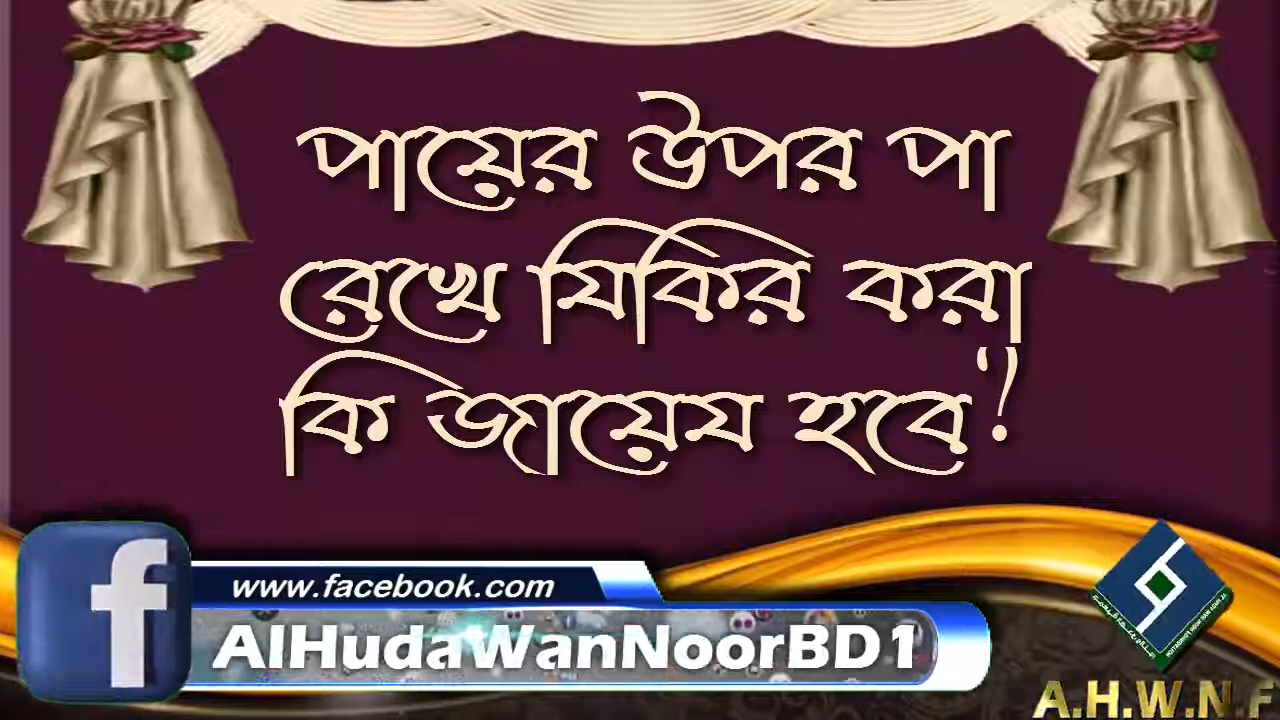 পায়ের উপর পা
রেখে যিকির করা
কি জায়েয হবে?
www.facebook.com
AlHudaWanNoorBD1
A.H.W.N.F